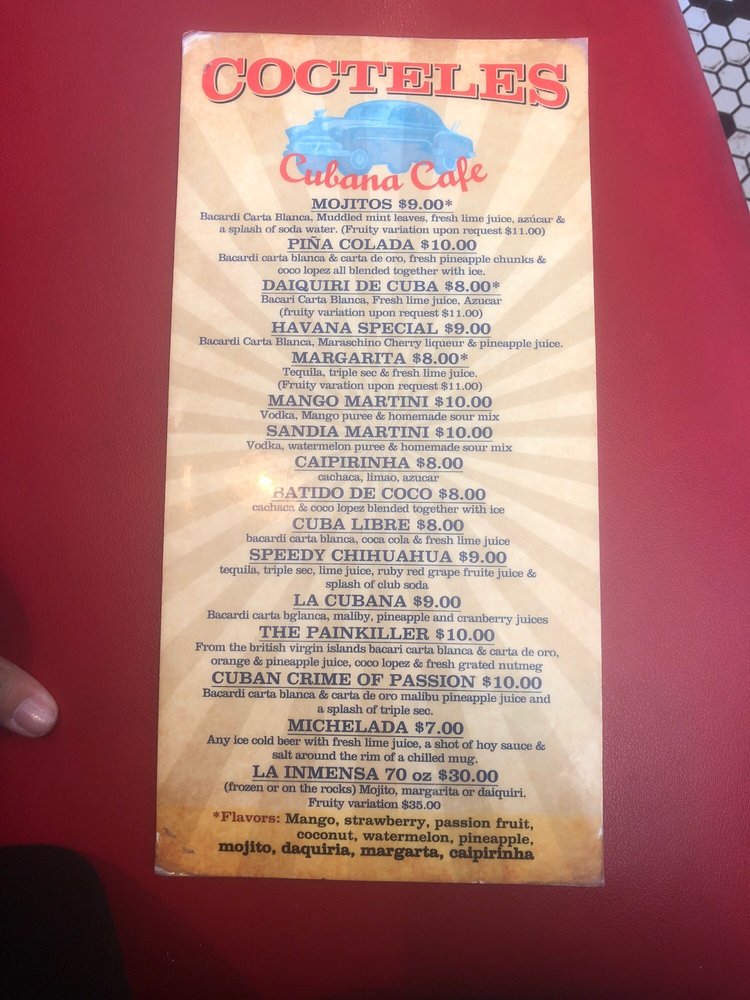 COCTELES
Cubana Cafe
MOJITOS $9.00*
Bacardi Carta Blanca, Muddled mint leaves, fresh lime juice, azúcar &
a splash of soda water. (Fruity variation upon request $11.00)
PIÑA COLADA $10.00
Bacardi carta blanca & carta de oro, fresh pineapple chunks &
coco lopez all blended together with ice.
DAIQUIRI DE CUBA $8.00*
Bacari Carta Blanca, Fresh lime juice, Azucar
(fruity variation upon request $11.00)
HAVANA SPECIAL $9.00
Bacardi Carta Blanca, Maraschino Cherry liqueur & pineapple juice.
MARGARITA $8.00*
Tequila, triple sec & fresh lime juice.
(Fruity varation upon request $11.00)
MANGO MARTINI $10.00
Vodka, Mango puree & homemade sour mix
SANDIA MARTINI $10.00
Vodka, watermelon puree & homemade sour mix
CAIPIRINHA $8.00
cachaca, limao, azucar
BATIDO DE COCO $8.00
cachaca & coco lopez blended together with ice
CUBA LIBRE $8.00
bacardi carta blanca, coca cola & fresh lime juice
SPEEDY CHIHUAHUA $9.00
tequila, triple sec, lime juice, ruby red grape fruite juice &
splash of club soda
LA CUBANA $9.00
Bacardi carta bglanca, maliby, pineapple and cranberry juices
THE PAINKILLER $10.00
From the british virgin islands bacari carta blanca & carta de oro,
orange & pineapple juice, coco lopez & fresh grated nutmeg
CUBAN CRIME OF PASSION $10.00
Bacardi carta blanca & carta de oro malibu pineapple juice and
a splash of triple sec.
MICHELADA $7.00
Any ice cold beer with fresh lime juice, a shot of hoy sauce &
salt around the rim of a chilled mug.
LA INMENSA 70 oz $30.00
(frozen or on the rocks) Mojito, margarita or daiquiri.
Fruity variation $35.00
*Flavors: Mango, strawberry, passion fruit,
coconut, watermelon, pineapple,
mojito, daquiria, margarta, caipirinha